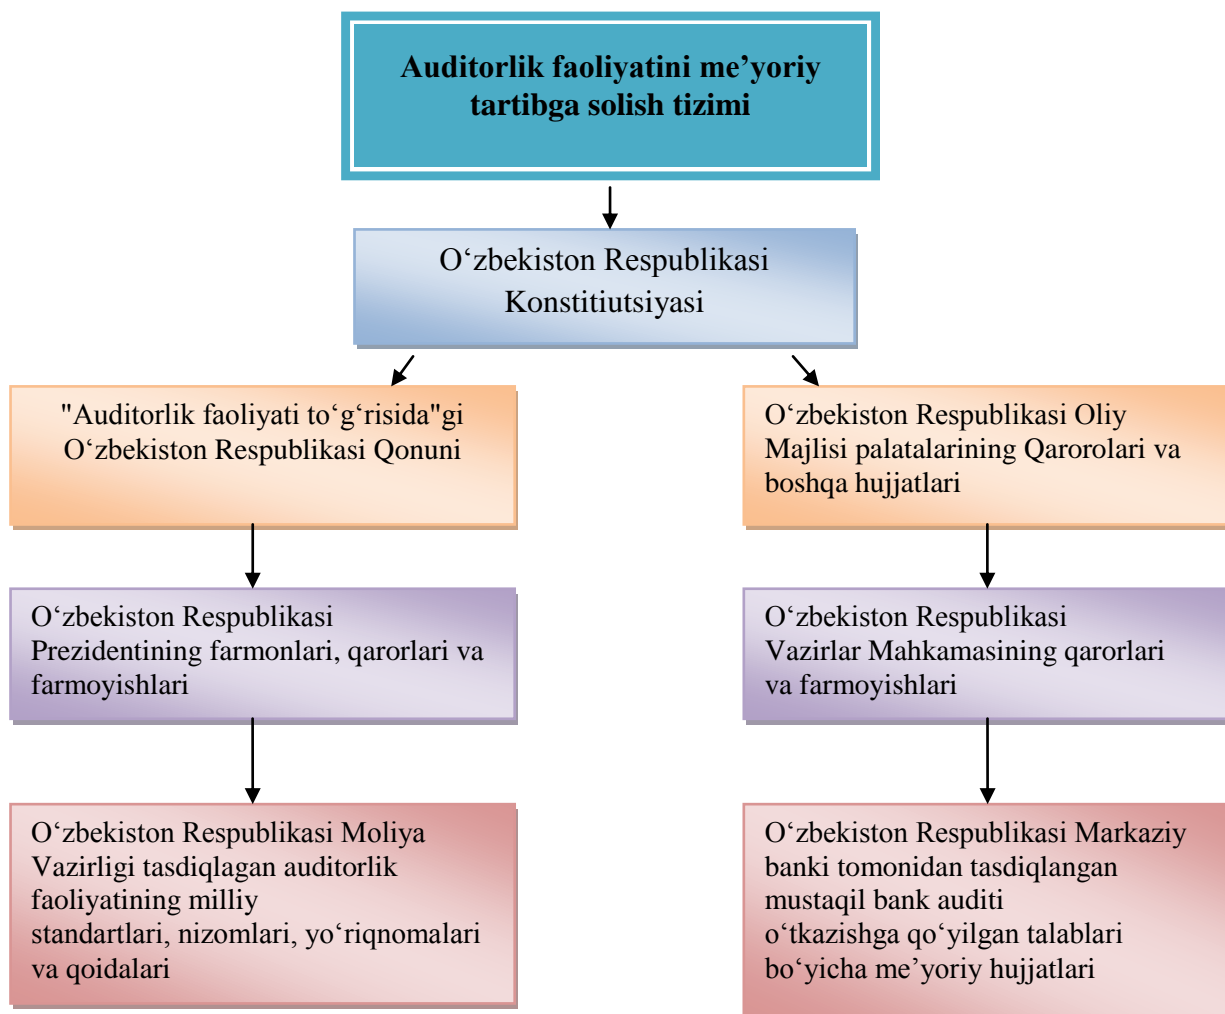 Auditorlik faoliyatini me’yoriy
tartibga solish tizimi
O‘zbekiston Respublikasi
Konstitiutsiyasi
"Auditorlik faoliyati to‘g‘risida"gi
O‘zbekiston Respublikasi Qonuni
O‘zbekiston Respublikasi Oliy
Majlisi palatalarining Qarorolari va
boshqa hujjatlari
O‘zbekiston Respublikasi
Prezidentining farmonlari, qarorlari va
farmoyishlari
O‘zbekiston Respublikasi
Vazirlar Mahkamasining qarorlari
va farmoyishlari
O‘zbekiston Respublikasi Moliya
Vazirligi tasdiqlagan auditorlik
faoliyatining milliy
standartlari, nizomlari, yo‘riqnomalari
va qoidalari
O‘zbekiston Respublikasi Markaziy
banki tomonidan tasdiqlangan
mustaqil bank auditi
o‘tkazishga qo‘yilgan talablari
bo‘yicha me’yoriy hujjatlari